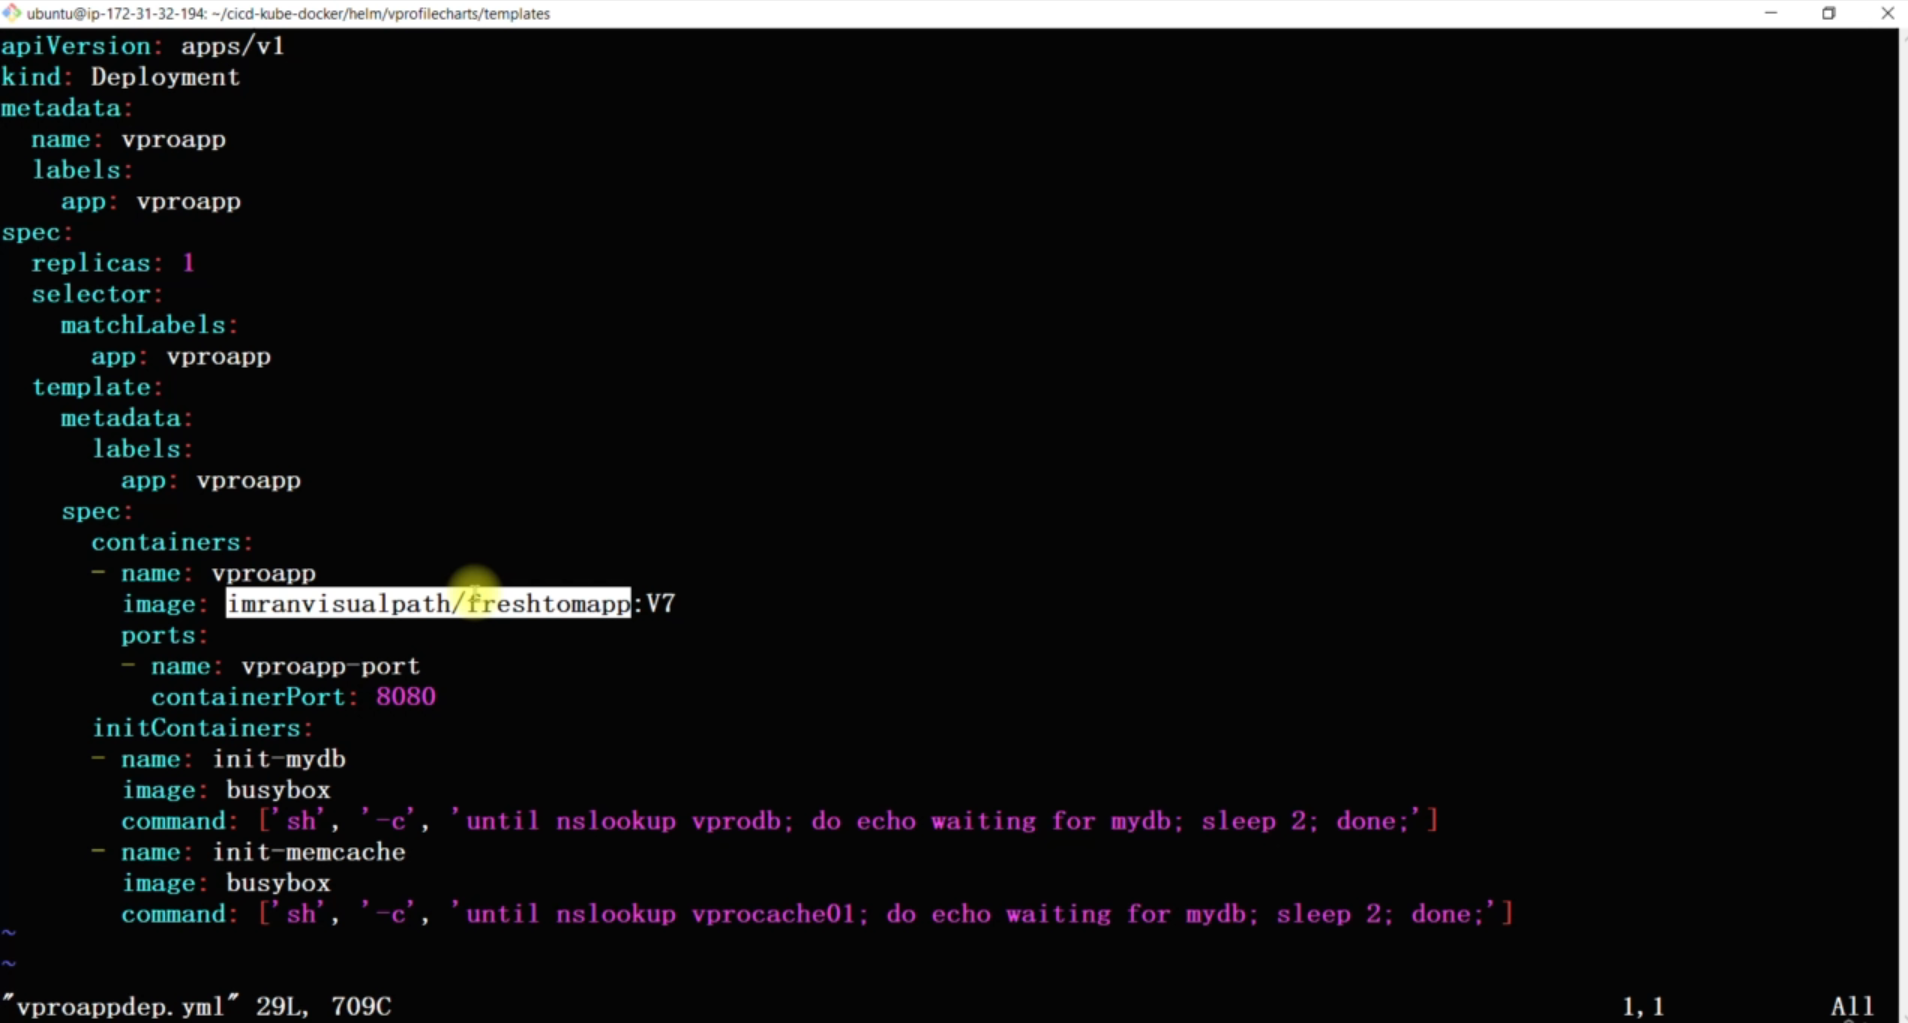 ubuntu@ip-172-31-32-194: ~/cicd-kube-docker/helm/vprofilecharts/templates
apiVersion: apps/v1
kind: Deployment
metadata:
  name: vproapp
  labels:
    app: vproapp
spec:
  replicas: 1
  selector:
    matchLabels:
      app: vproapp
  template:
    metadata:
      labels:
        app: vproapp
    spec:
      containers:
      - name: vproapp
        image: imranvisualpath/freshtomapp:V7
        ports:
        - name: vproapp-port
          containerPort: 8080
      initContainers:
      - name: init-mydb
        image: busybox
        command: ['sh', '-c', 'until nslookup vprodb; do echo waiting for mydb; sleep 2; done;']
      - name: init-memcache
        image: busybox
        command: ['sh', '-c', 'until nslookup vprocache01; do echo waiting for mydb; sleep 2; done;']
~
~
"vproappdep.yml" 29L, 709C 1,1 All